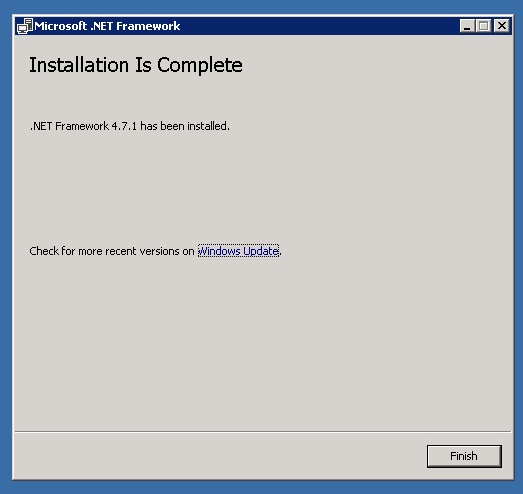 Microsoft .NET Framework
Installation Is Complete
.NET Framework 4.7.1 has been installed.
Check for more recent versions on Windows Update.
Finish